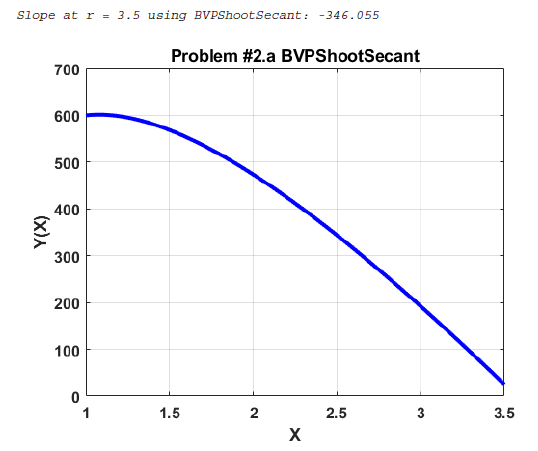 Slope at r = 3.5 using BVPShootSecant: -346.055
Problem #2.a BVPShootSecant
700
600
500
400
300
200
100
0
Y(X)
1 1.5 2 2.5 3 3.5
X